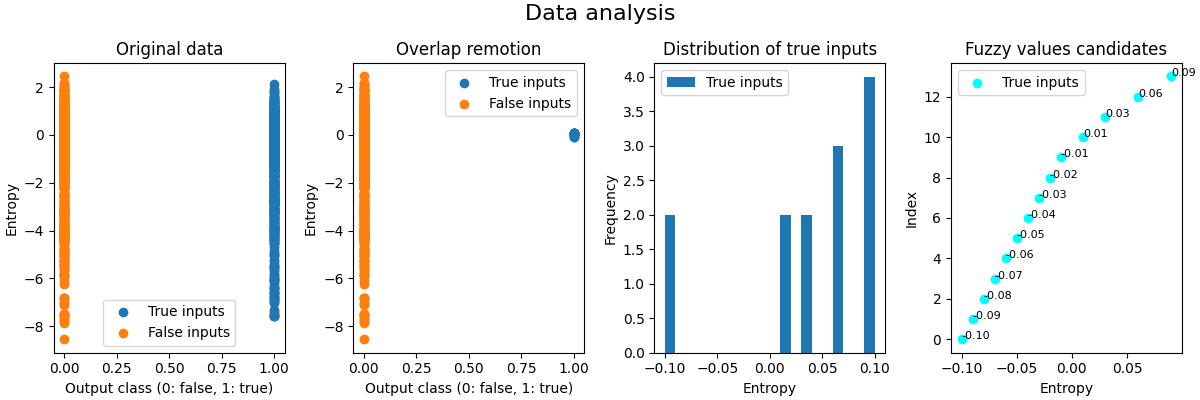 Data analysis
Original data
Entropy
2
0
−2
−4
−6
−8
True inputs
False inputs
0.00 0.25 0.50 0.75 1.00
Output class (0: false, 1: true)
Overlap remotion
Entropy
2
0
−2
−4
−6
−8
True inputs
False inputs
0.00 0.25 0.50 0.75 1.00
Output class (0: false, 1: true)
Distribution of true inputs
Frequency
4.0
3.5
3.0
2.5
2.0
1.5
1.0
0.5
0.0
True inputs
−0.10 −0.05 0.00 0.05 0.10
Entropy
Fuzzy values candidates
Index
12
10
8
6
4
2
0
True inputs
0.09
0.06
0.03
0.01
-0.01
-0.02
-0.03
-0.04
-0.05
-0.06
-0.07
-0.08
-0.09
-0.10
−0.10 −0.05 0.00 0.05
Entropy